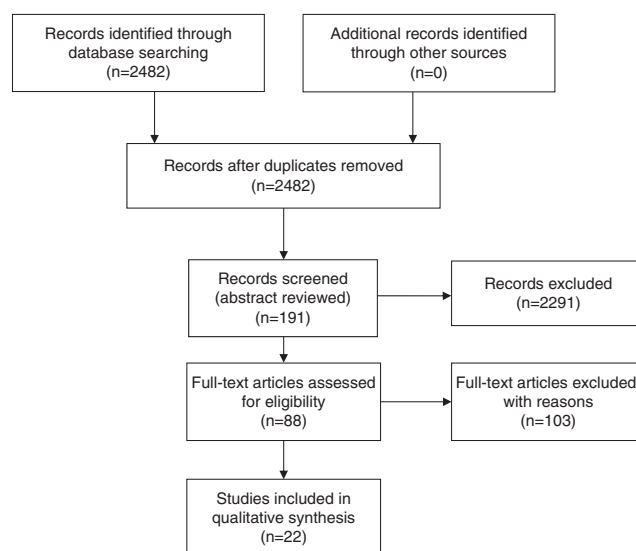 Records identified through
database searching
(n=2482)
Additional records identified
through other sources
(n=0)
Records after duplicates removed
(n=2482)
Records screened
(abstract reviewed)
(n=191)
Records excluded
(n=2291)
Full-text articles assessed
for eligibility
(n=88)
Full-text articles excluded
with reasons
(n=103)
Studies included in
qualitative synthesis
(n=22)